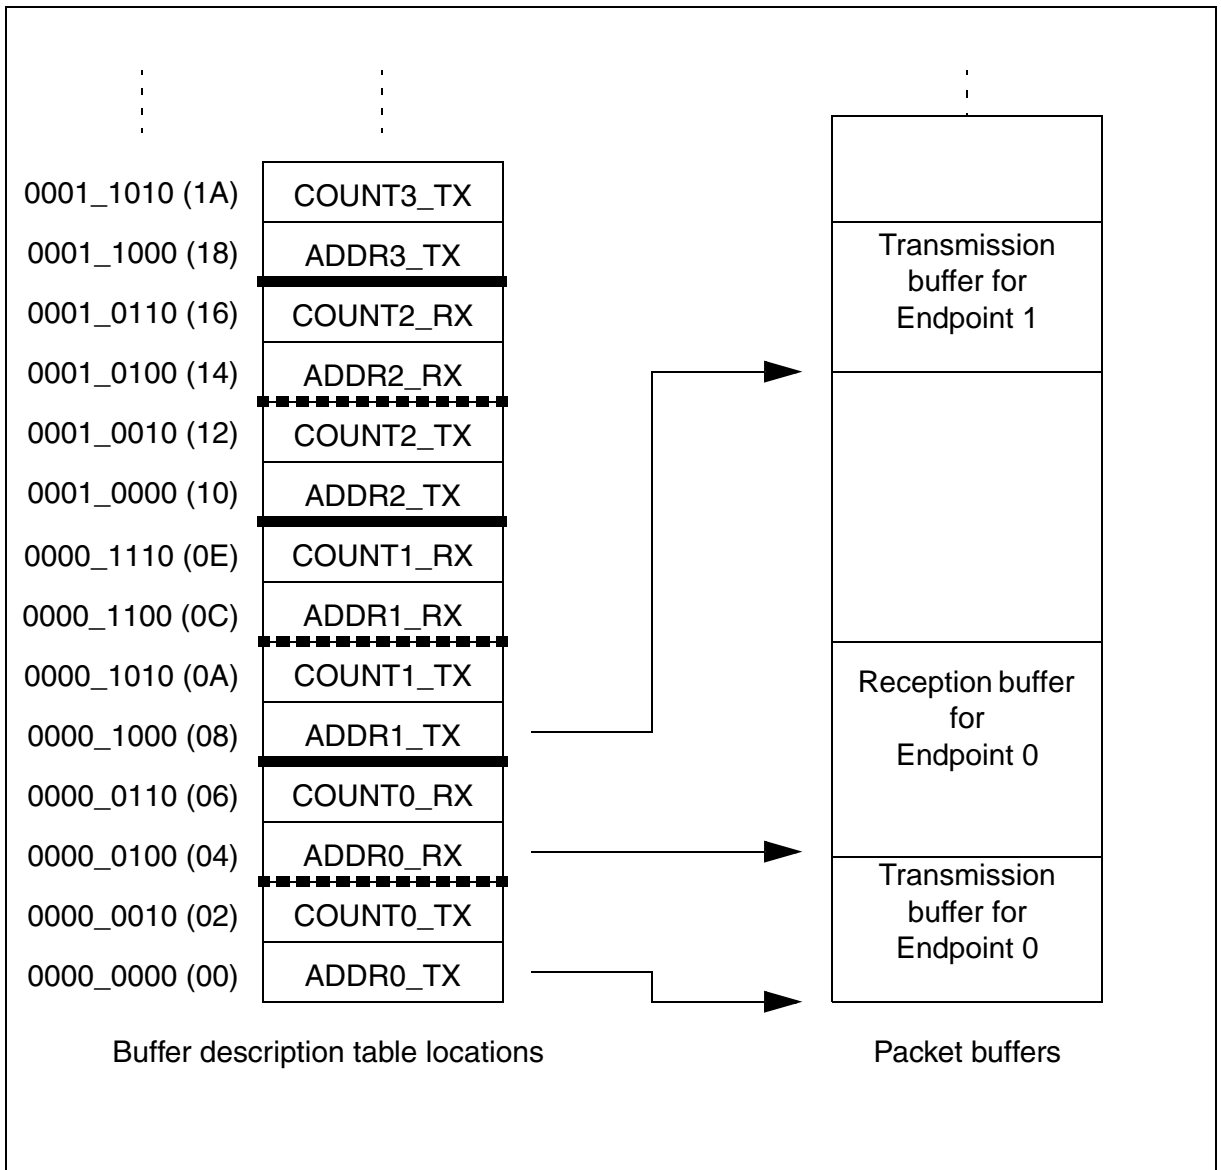 0001_1010 (1A) COUNT3_TX
0001_1000 (18) ADDR3_TX
0001_0110 (16) COUNT2_RX
0001_0100 (14) ADDR2_RX
0001_0010 (12) COUNT2_TX
0001_0000 (10) ADDR2_TX
0000_1110 (0E) COUNT1_RX
0000_1100 (0C) ADDR1_RX
0000_1010 (0A) COUNT1_TX
0000_1000 (08) ADDR1_TX
0000_0110 (06) COUNT0_RX
0000_0100 (04) ADDR0_RX
0000_0010 (02) COUNT0_TX
0000_0000 (00) ADDR0_TX
Buffer description table locations
Transmission
buffer for
Endpoint 1
Reception buffer
for
Endpoint 0
Transmission
buffer for
Endpoint 0
Packet buffers